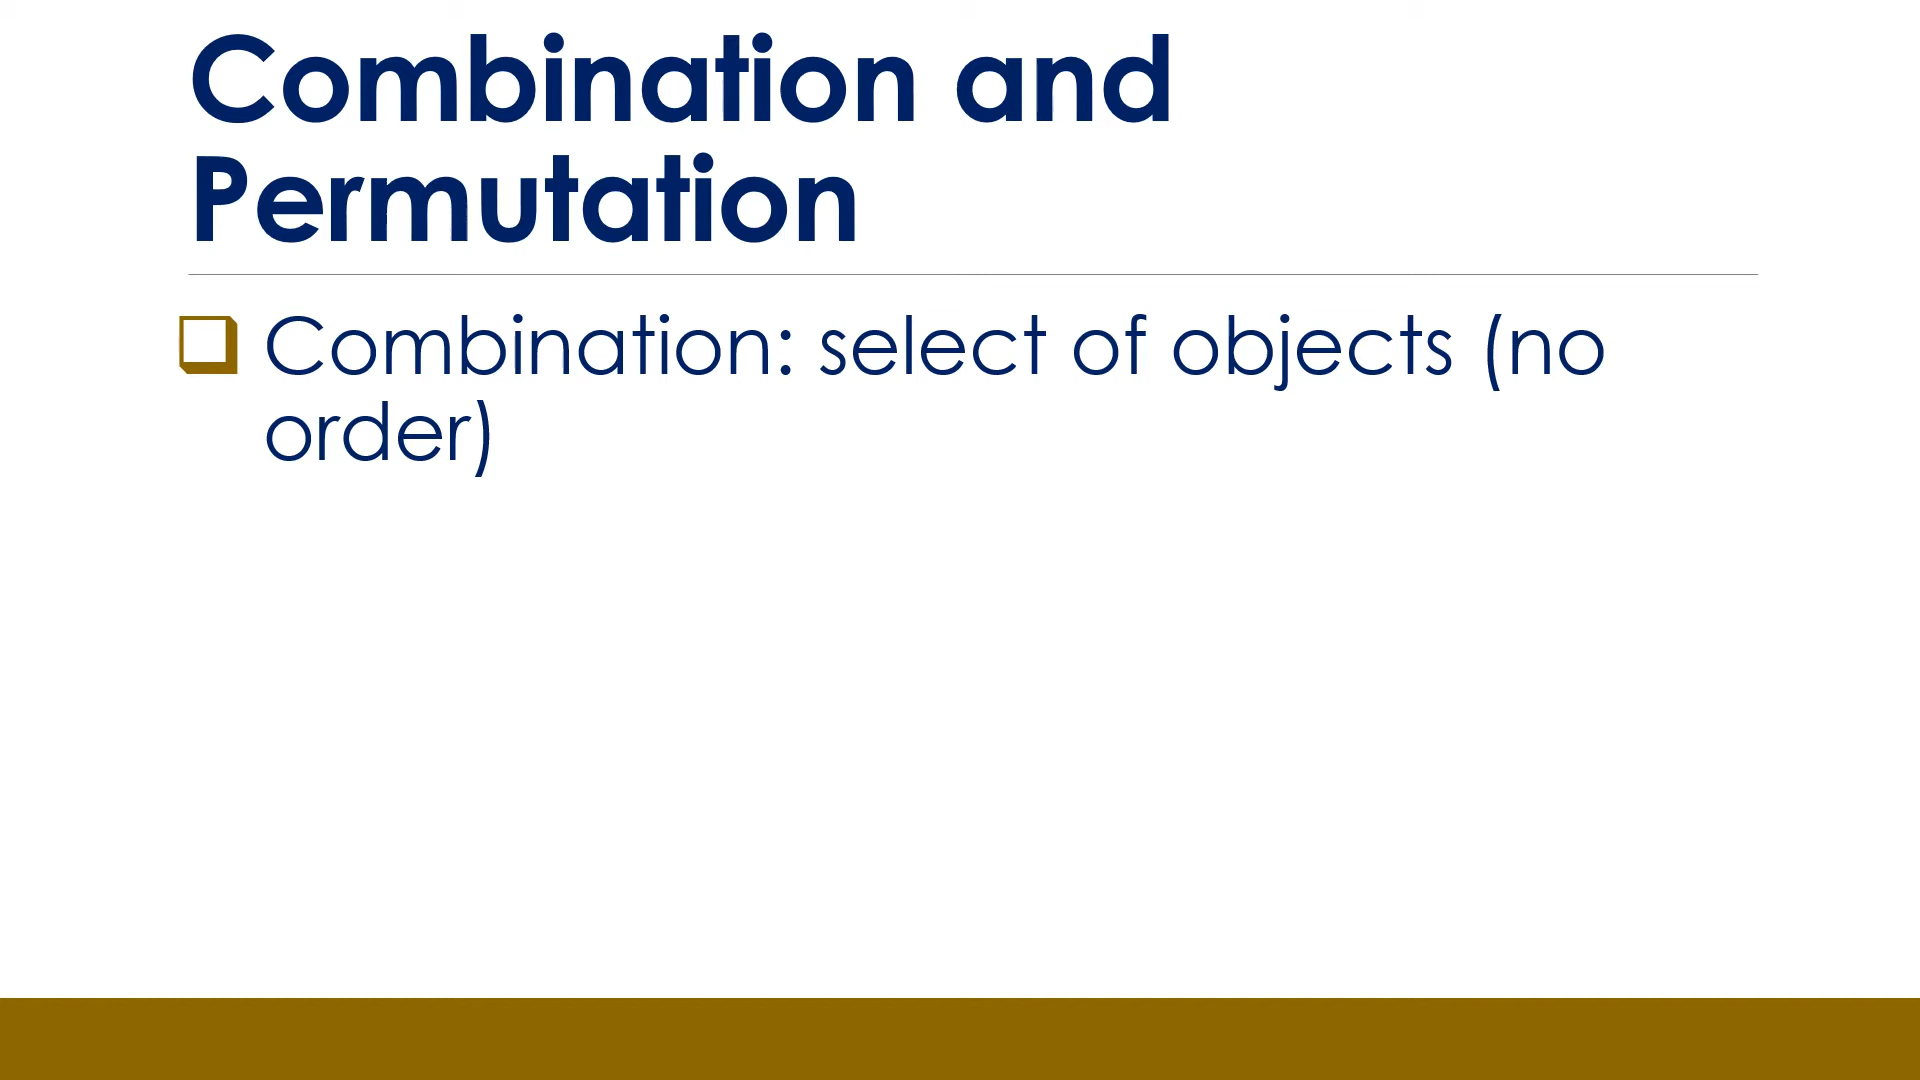 Combination and
Permutation
Combination: select of objects (no
order)